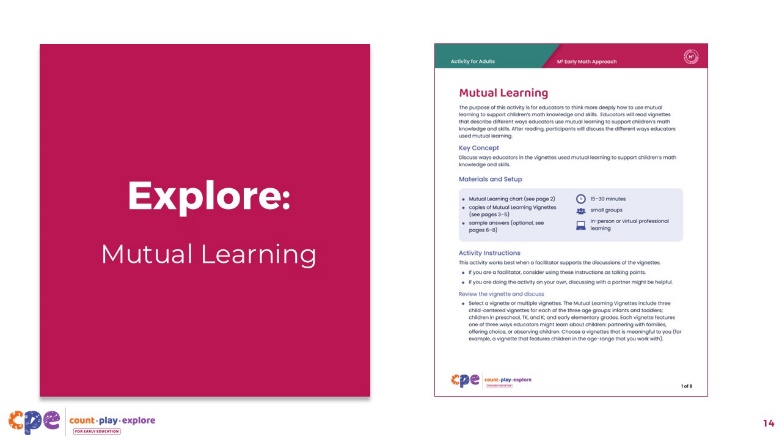 Explore:
Mutual Learning
Activity for Adults
M⁵ Early Math Approach
M⁵
Mutual Learning
The purpose of this activity is for educators to think more deeply how to use mutual
learning to support children's math knowledge and skills. Educators will read vignettes
that describe different ways educators use mutual learning to support children's math
knowledge and skills. After reading, participants will discuss the different ways educators
used mutual learning.
Key Concept
Discuss ways educators in the vignettes used mutual learning to support children's math
knowledge and skills.
Materials and Setup
• Mutual Learning chart (see page 2)
• copies of Mutual Learning Vignettes
(see pages 3–5)
• sample answers (optional, see
pages 6–8)
15–30 minutes
small groups
in-person or virtual professional
learning
Activity Instructions
This activity works best when a facilitator supports the discussions of the vignettes.
• If you are a facilitator, consider using these instructions as talking points.
• If you are doing the activity on your own, discussing with a partner might be helpful.
Review the vignette and discuss
• Select a vignette or multiple vignettes. The Mutual Learning Vignettes include three
child-centered vignettes for each of the three age groups: infants and toddlers;
children in preschool, TK, and K; and early elementary grades. Each vignette features
one of three ways educators might learn about children: partnering with families,
offering choice, or observing children. Choose a vignette that is meaningful to you (for
example, a vignette that features children in the age-range that you work with).
cpe
count·play·explore
1 of 8
cpe
count·play·explore
FOR EARLY EDUCATION
14